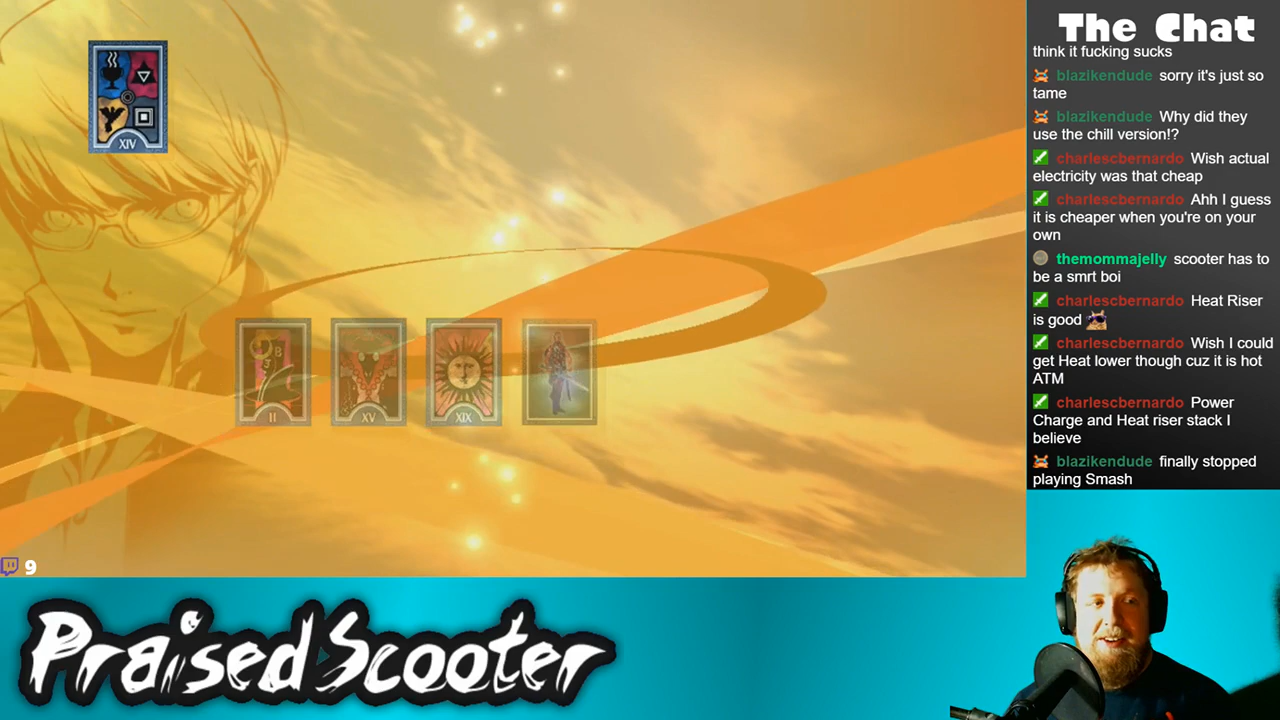 XIV
II
XV
XIX
9
PraisedScooter
The Chat
think it fucking sucks
blazikendude sorry it's just so
tame
blazikendude Why did they
use the chill version!?
charlescbernardo Wish actual
electricity was that cheap
charlescbernardo Ahh I guess
it is cheaper when you're on your
own
themommajelly scooter has to
be a smrt boi
charlescbernardo Heat Riser
is good
charlescbernardo Wish I could
get Heat lower though cuz it is hot
ATM
charlescbernardo Power
Charge and Heat riser stack I
believe
blazikendude finally stopped
playing Smash